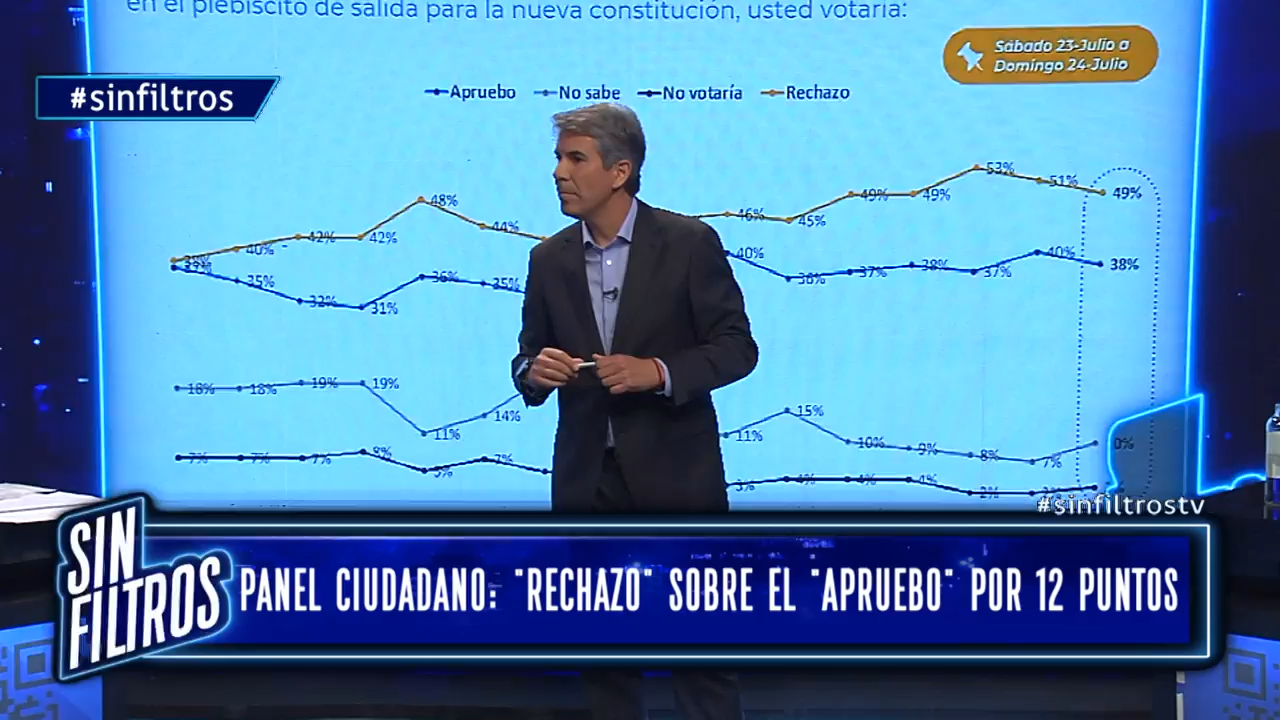 en el plebiscito de salida para la nueva constitución, usted votaría:
Sábado 23-Julio a
Domingo 24-Julio
#sinfiltros
Apruebo No sabe No votaría Rechazo
40% 42% 42% 48% 44% 46% 45% 49% 49% 53% 51% 49%
35% 32% 31% 36% 35% 40% 36% 37% 38% 37% 40% 38%
18% 18% 19% 19% 11% 14% 11% 15% 10% 9% 8% 7%
7% 7% 7% 8% 5% 7% 3% 4% 4% 4% 2%
#sinfiltrostv
SIN
FILTROS
PANEL CIUDADANO: "RECHAZO" SOBRE EL "APRUEBO" POR 12 PUNTOS